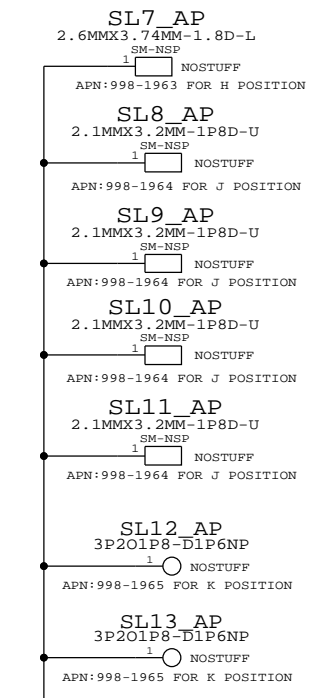 SL7_AP
2.6MMX3.74MM-1.8D-L
SM-NSP
1
NOSTUFF
APN:998-1963 FOR H POSITION
SL8_AP
2.1MMX3.2MM-1P8D-U
SM-NSP
1
NOSTUFF
APN:998-1964 FOR J POSITION
SL9_AP
2.1MMX3.2MM-1P8D-U
SM-NSP
1
NOSTUFF
APN:998-1964 FOR J POSITION
SL10_AP
2.1MMX3.2MM-1P8D-U
SM-NSP
1
NOSTUFF
APN:998-1964 FOR J POSITION
SL11_AP
2.1MMX3.2MM-1P8D-U
SM-NSP
1
NOSTUFF
APN:998-1964 FOR J POSITION
SL12_AP
3P2O1P8-D1P6NP
1
NOSTUFF
APN:998-1965 FOR K POSITION
SL13_AP
3P2O1P8-D1P6NP
1
NOSTUFF
APN:998-1965 FOR K POSITION